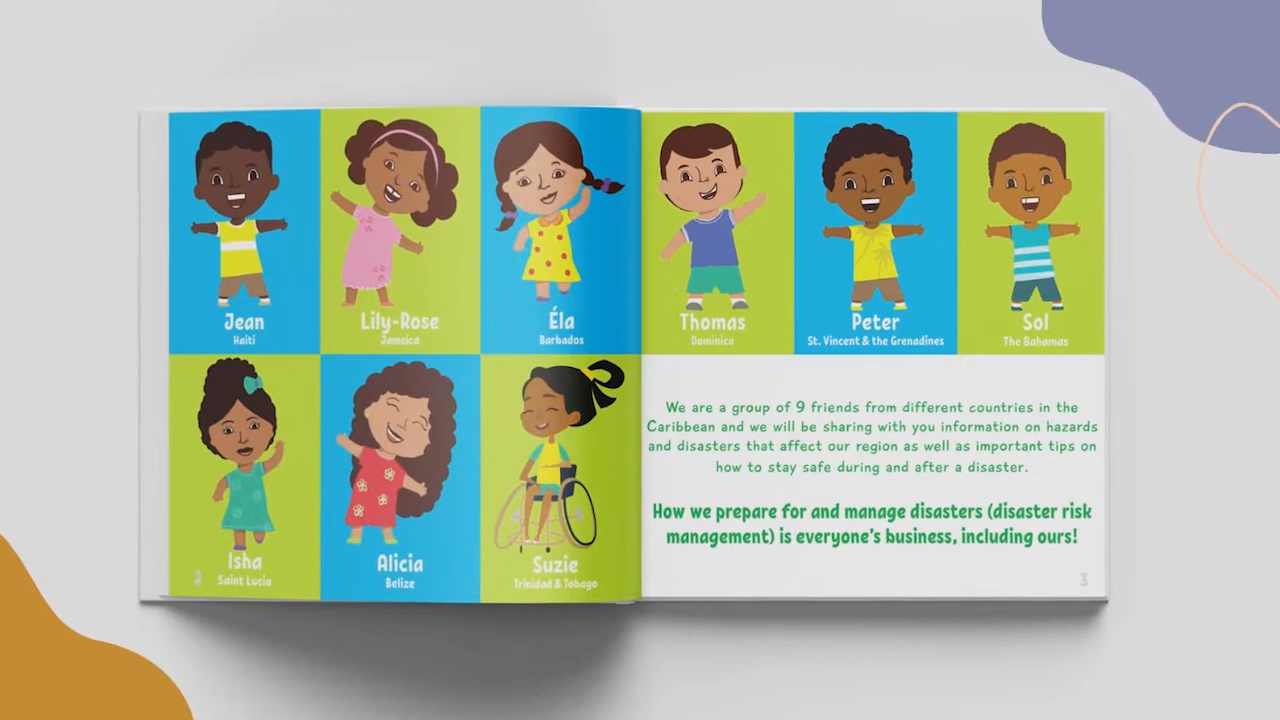 Jean
Haiti
Lily-Rose
Jamaica
Éla
Barbados
Thomas
Dominica
Peter
St. Vincent & the Grenadines
Sol
The Bahamas
Isha
Saint Lucia
Alicia
Belize
Suzie
Trinidad & Tobago
2
We are a group of 9 friends from different countries in the
Caribbean and we will be sharing with you information on hazards
and disasters that affect our region as well as important tips on
how to stay safe during and after a disaster.
How we prepare for and manage disasters (disaster risk
management) is everyone's business, including ours!
3